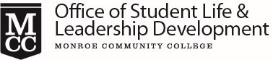 MCC
Office of Student Life &
Leadership Development
MONROE COMMUNITY COLLEGE